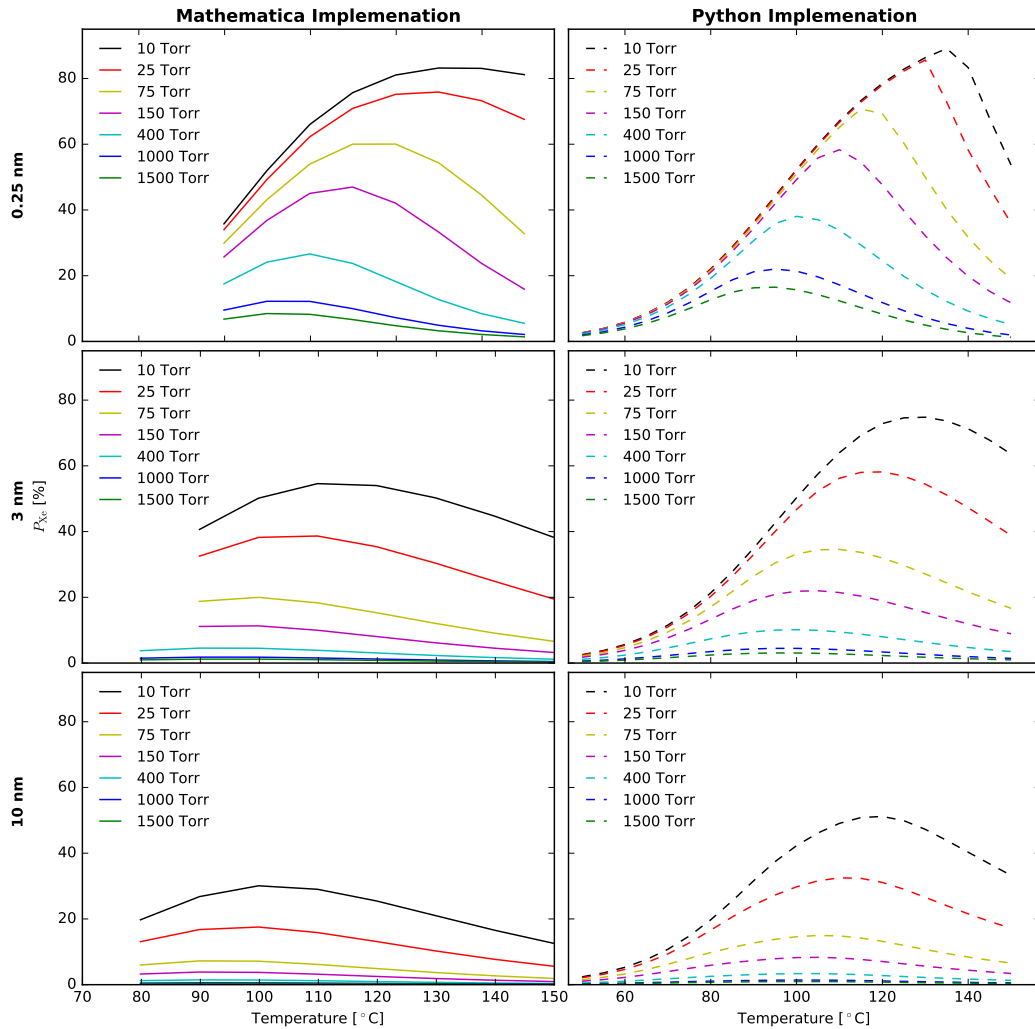 Mathematica Implemenation
Python Implemenation
0.25 nm
80
60
40
20
0
10 Torr
25 Torr
75 Torr
150 Torr
400 Torr
1000 Torr
1500 Torr
10 Torr
25 Torr
75 Torr
150 Torr
400 Torr
1000 Torr
1500 Torr
3 nm
P_Xe [%]
80
60
40
20
0
10 Torr
25 Torr
75 Torr
150 Torr
400 Torr
1000 Torr
1500 Torr
10 Torr
25 Torr
75 Torr
150 Torr
400 Torr
1000 Torr
1500 Torr
10 nm
80
60
40
20
0
10 Torr
25 Torr
75 Torr
150 Torr
400 Torr
1000 Torr
1500 Torr
10 Torr
25 Torr
75 Torr
150 Torr
400 Torr
1000 Torr
1500 Torr
70 80 90 100 110 120 130 140 150
60 80 100 120 140
Temperature [°C]
Temperature [°C]